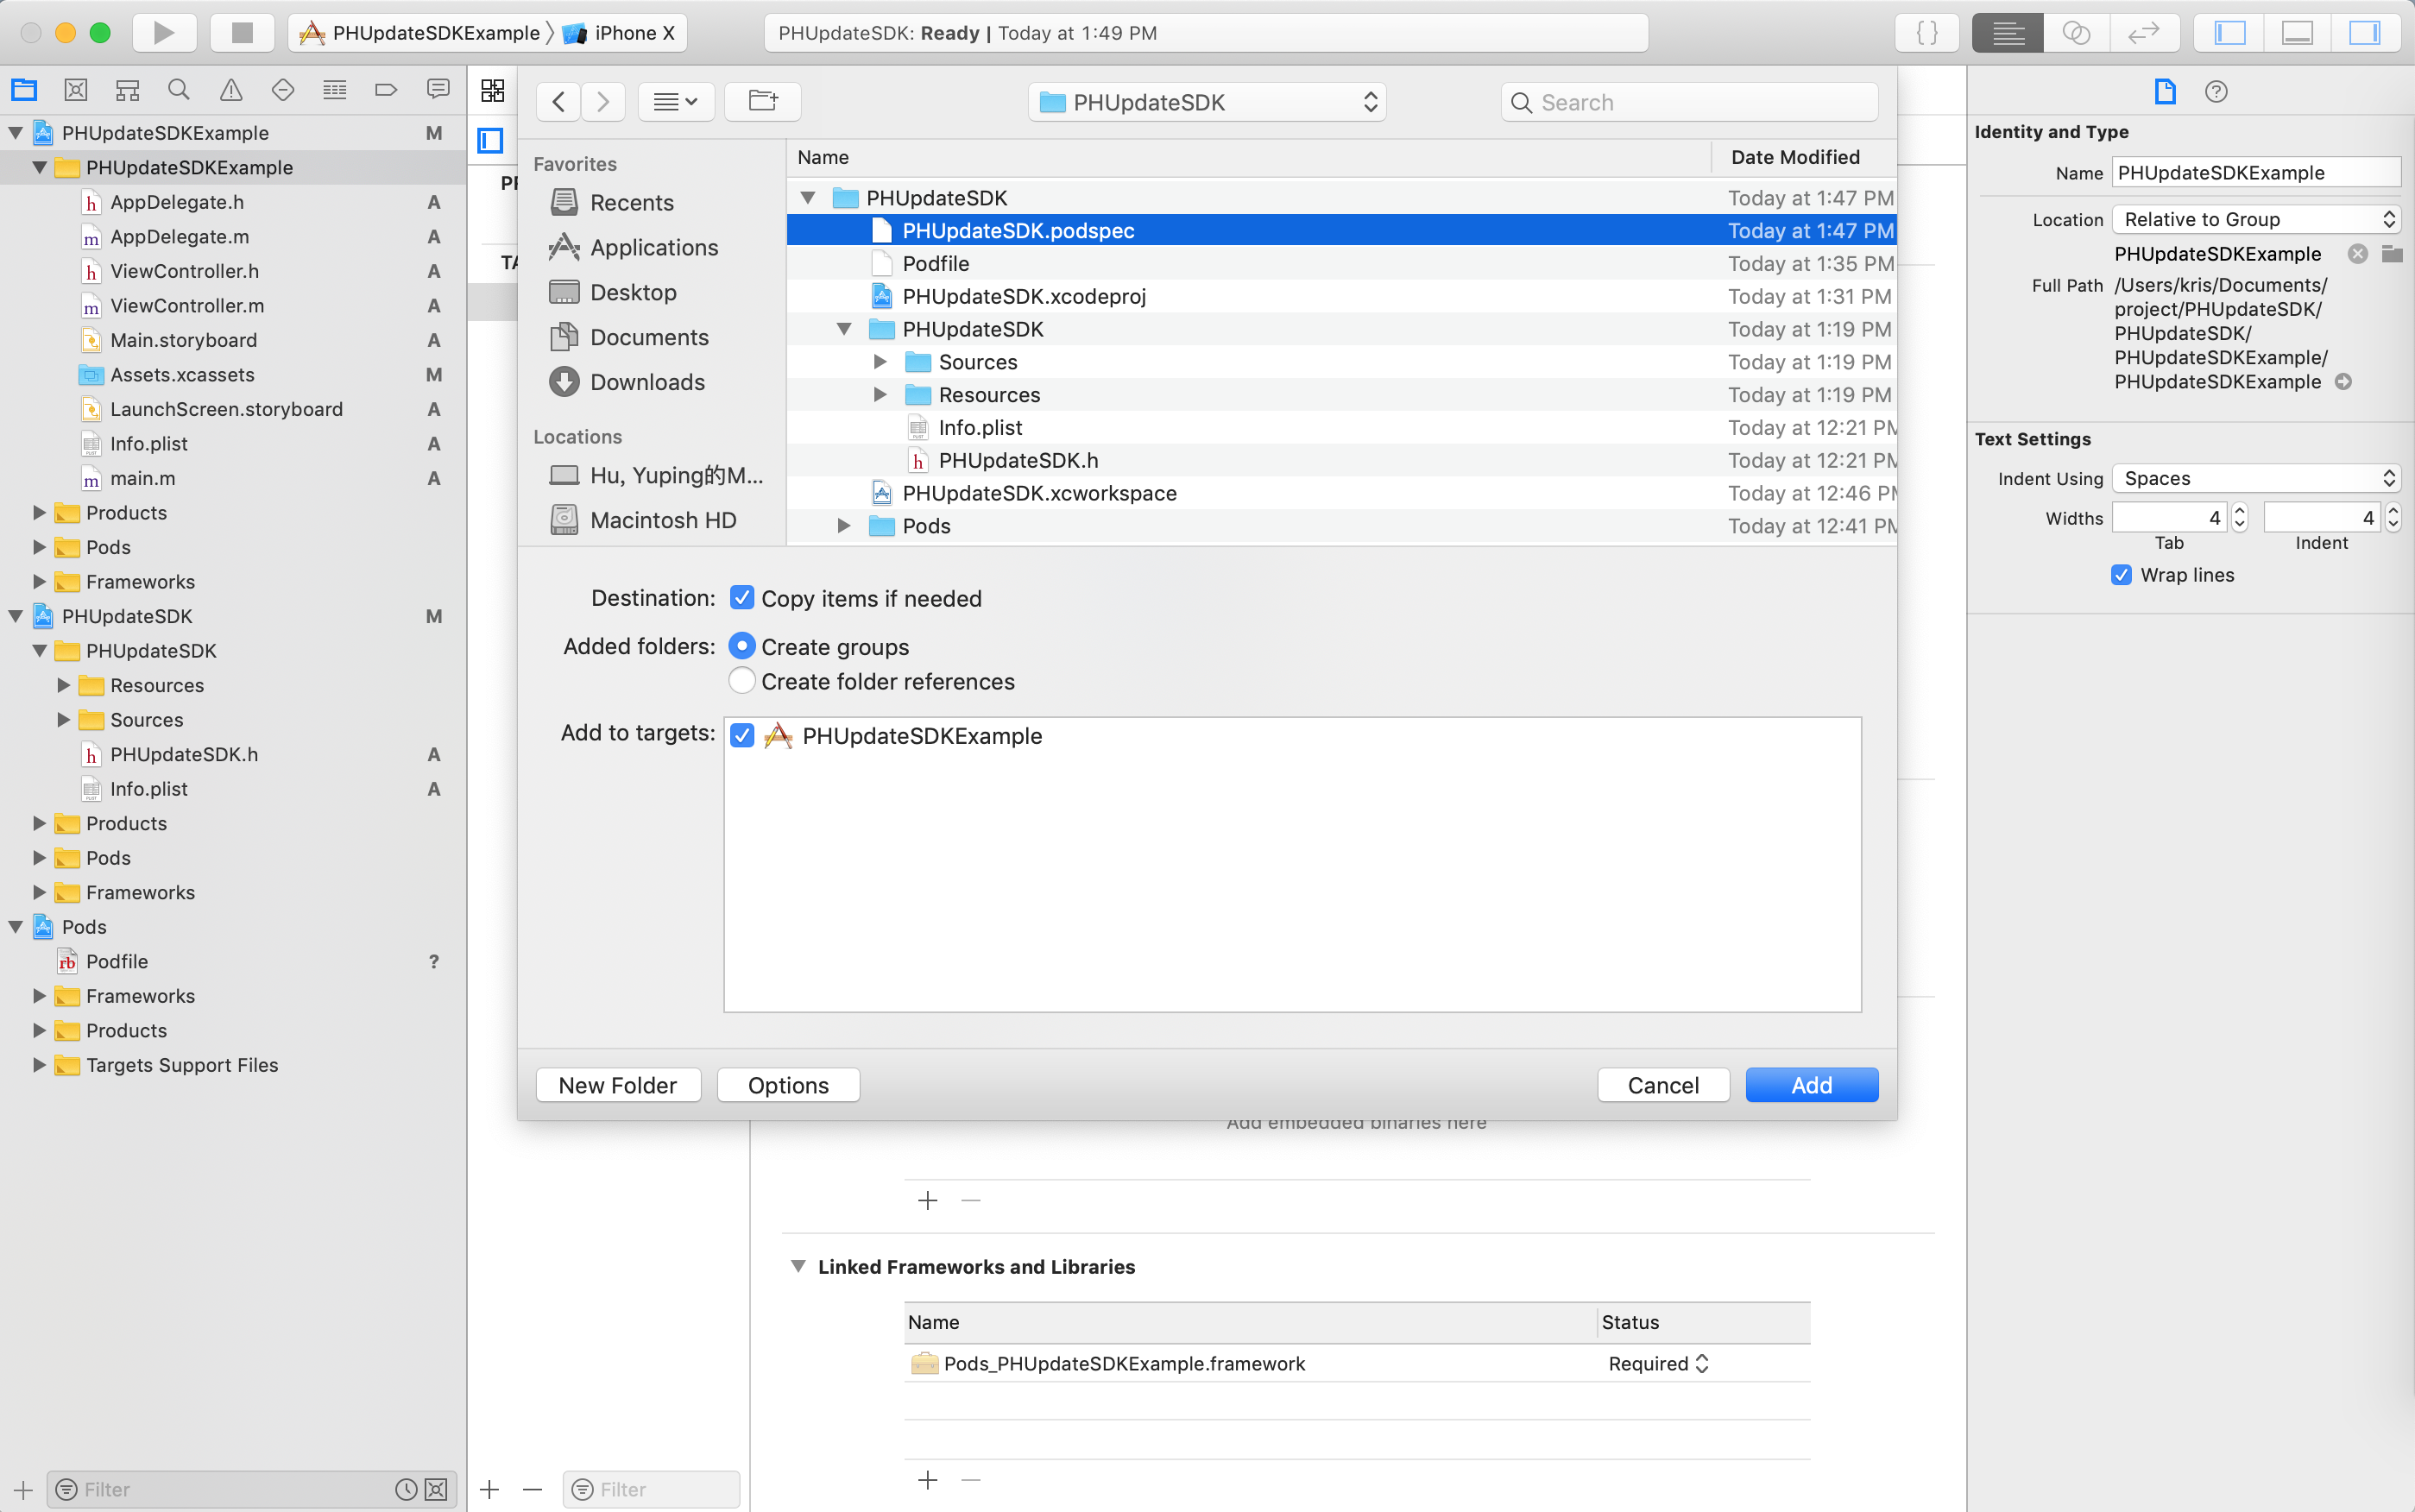 PHUpdateSDKExample
iPhone X
PHUpdateSDK: Ready | Today at 1:49 PM
PHUpdateSDKExample M
PHUpdateSDKExample
AppDelegate.h A
AppDelegate.m A
ViewController.h A
ViewController.m A
Main.storyboard A
Assets.xcassets M
LaunchScreen.storyboard A
Info.plist A
main.m A
Products
Pods
Frameworks
PHUpdateSDK M
PHUpdateSDK
Resources
Sources
PHUpdateSDK.h A
Info.plist A
Products
Pods
Frameworks
Pods
Podfile ?
Frameworks
Products
Targets Support Files
Filter
PHUpdateSDK
Search
Favorites
Recents
Applications
Desktop
Documents
Downloads
Locations
Hu, Yuping的M...
Macintosh HD
Name Date Modified
PHUpdateSDK Today at 1:47 PM
PHUpdateSDK.podspec Today at 1:47 PM
Podfile Today at 1:35 PM
PHUpdateSDK.xcodeproj Today at 1:31 PM
PHUpdateSDK Today at 1:19 PM
Sources Today at 1:19 PM
Resources Today at 1:19 PM
Info.plist Today at 12:21 PM
PHUpdateSDK.h Today at 12:21 PM
PHUpdateSDK.xcworkspace Today at 12:46 PM
Pods Today at 12:41 PM
Destination: Copy items if needed
Added folders: Create groups
Create folder references
Add to targets: PHUpdateSDKExample
New Folder
Options
Cancel
Add
Add embedded binaries here
Linked Frameworks and Libraries
Name Status
Pods_PHUpdateSDKExample.framework Required
Filter
Identity and Type
Name PHUpdateSDKExample
Location Relative to Group
PHUpdateSDKExample
Full Path /Users/kris/Documents/
project/PHUpdateSDK/
PHUpdateSDK/
PHUpdateSDKExample/
PHUpdateSDKExample
Text Settings
Indent Using Spaces
Widths 4 4
Tab Indent
Wrap lines